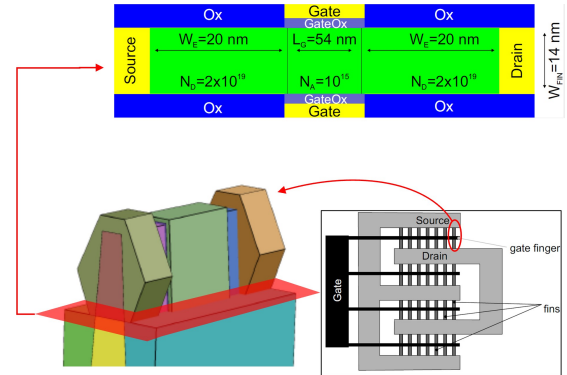 Ox Gate Ox
GateOx
Source W_E=20 nm L_G=54 nm W_E=20 nm Drain W_FIN=14 nm
N_D=2x10^19 N_A=10^15 N_D=2x10^19
GateOx
Ox Gate Ox
Source
gate finger
Drain
Gate
fins